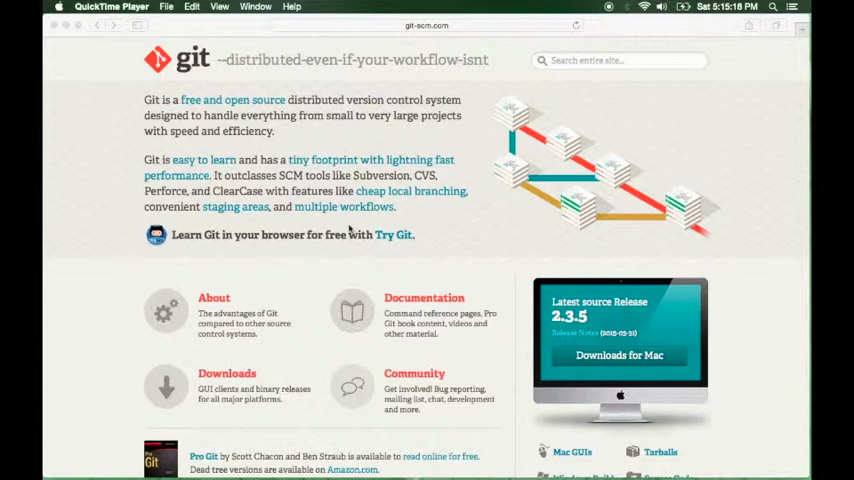 QuickTime Player File Edit View Window Help Sat 5:15:18 PM
git-scm.com
git --distributed-even-if-your-workflow-isnt
Search entire site...
Git is a free and open source distributed version control system
designed to handle everything from small to very large projects
with speed and efficiency.
Git is easy to learn and has a tiny footprint with lightning fast
performance. It outclasses SCM tools like Subversion, CVS,
Perforce, and ClearCase with features like cheap local branching,
convenient staging areas, and multiple workflows.
Learn Git in your browser for free with Try Git.
About
The advantages of Git
compared to other source
control systems.
Documentation
Command reference pages, Pro
Git book content, videos and
other material.
Downloads
GUI clients and binary releases
for all major platforms.
Community
Get involved! Bug reporting,
mailing list, chat, development
and more.
Latest source Release
2.3.5
Release Notes (2015-03-31)
Downloads for Mac
Pro
Git
Pro Git by Scott Chacon and Ben Straub is available to read online for free.
Dead tree versions are available on Amazon.com.
Mac GUIs
Tarballs